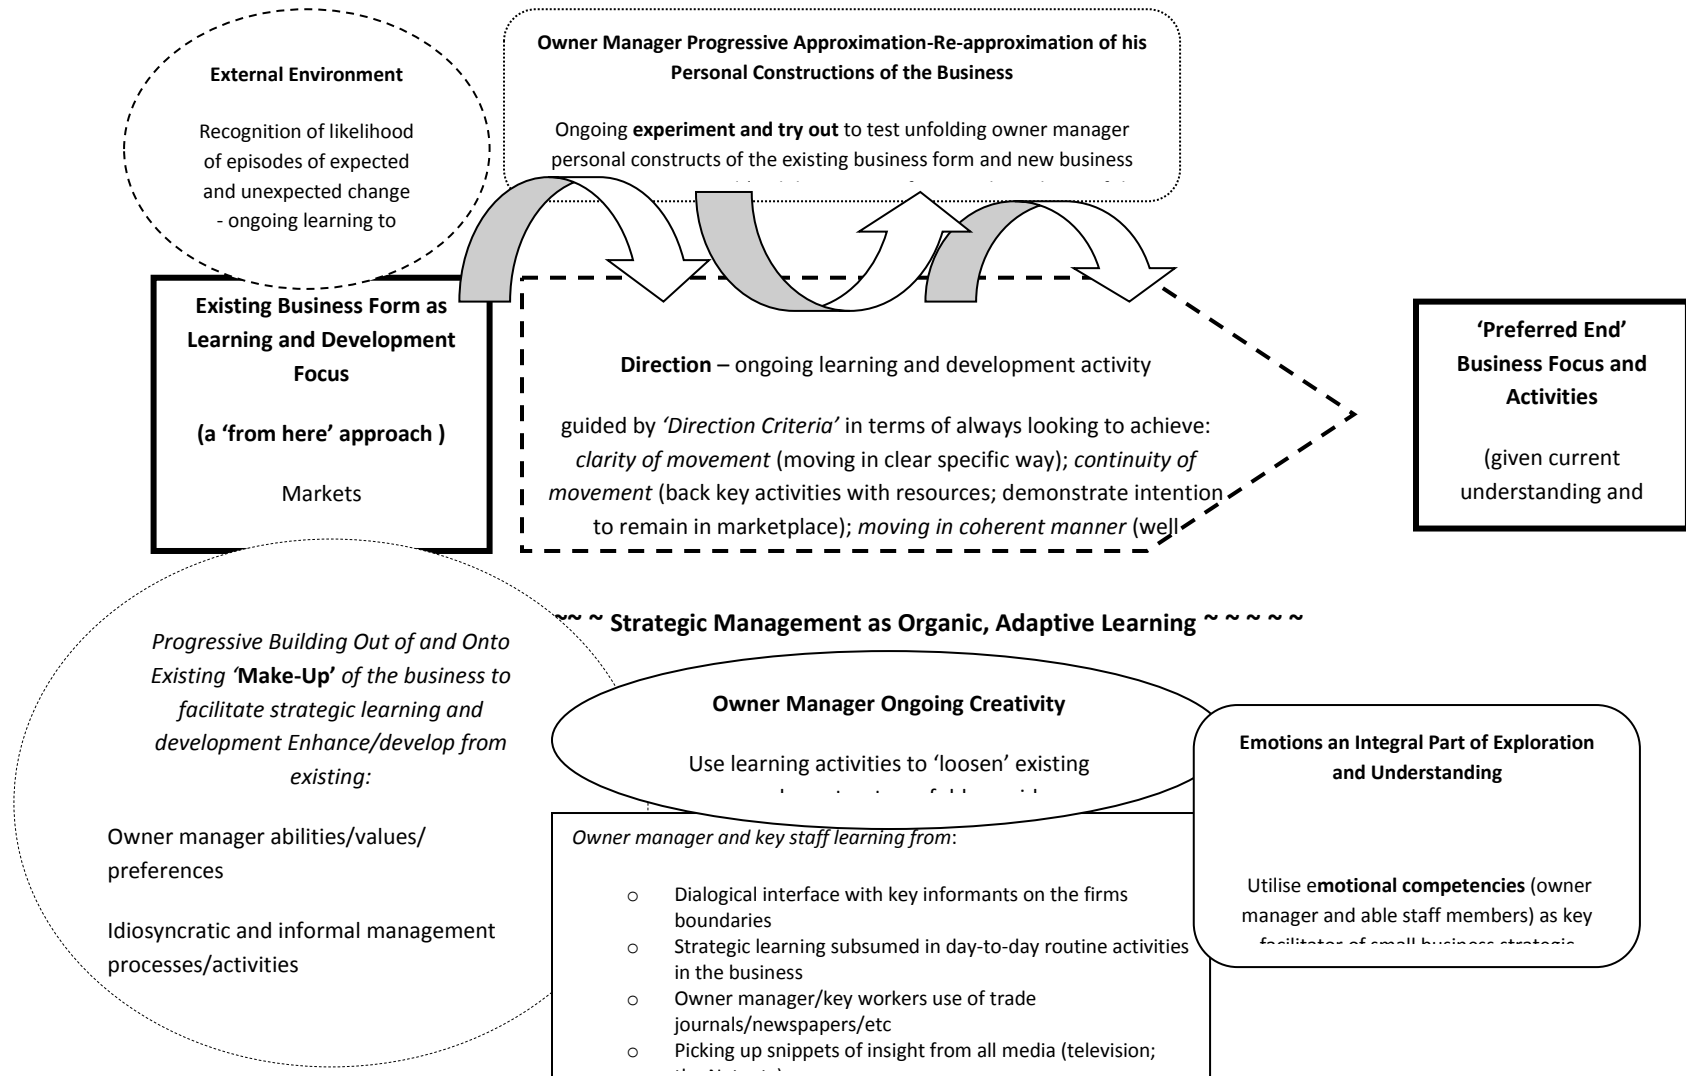 External Environment
Recognition of likelihood
of episodes of expected
and unexpected change
- ongoing learning to
Owner Manager Progressive Approximation-Re-approximation of his
Personal Constructions of the Business
Ongoing experiment and try out to test unfolding owner manager
personal constructs of the existing business form and new business
Existing Business Form as
Learning and Development
Focus
(a ‘from here’ approach )
Markets
Direction – ongoing learning and development activity
guided by ‘Direction Criteria’ in terms of always looking to achieve:
clarity of movement (moving in clear specific way); continuity of
movement (back key activities with resources; demonstrate intention
to remain in marketplace); moving in coherent manner (well
‘Preferred End’
Business Focus and
Activities
(given current
understanding and
~~ ~ Strategic Management as Organic, Adaptive Learning ~ ~ ~ ~ ~
Progressive Building Out of and Onto
Existing ‘Make-Up’ of the business to
facilitate strategic learning and
development Enhance/develop from
existing:
Owner manager abilities/values/
preferences
Idiosyncratic and informal management
processes/activities
Owner Manager Ongoing Creativity
Use learning activities to ‘loosen’ existing
Emotions an Integral Part of Exploration
and Understanding
Utilise emotional competencies (owner
manager and able staff members) as key
facilitator of small business strategic
Owner manager and key staff learning from:
o Dialogical interface with key informants on the firms
boundaries
o Strategic learning subsumed in day-to-day routine activities
in the business
o Owner manager/key workers use of trade
journals/newspapers/etc
o Picking up snippets of insight from all media (television;